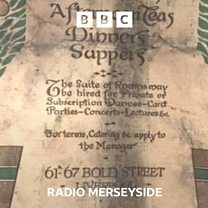 BBC
Afternoon Teas
Dinners
Suppers
The Suite of Rooms may
be hired for Private or
Subscription Dances-Card
Parties-Concerts-Lectures &c.
For terms, Catering &c. apply to
the Manager
61-67 BOLD STREET
RADIO MERSEYSIDE